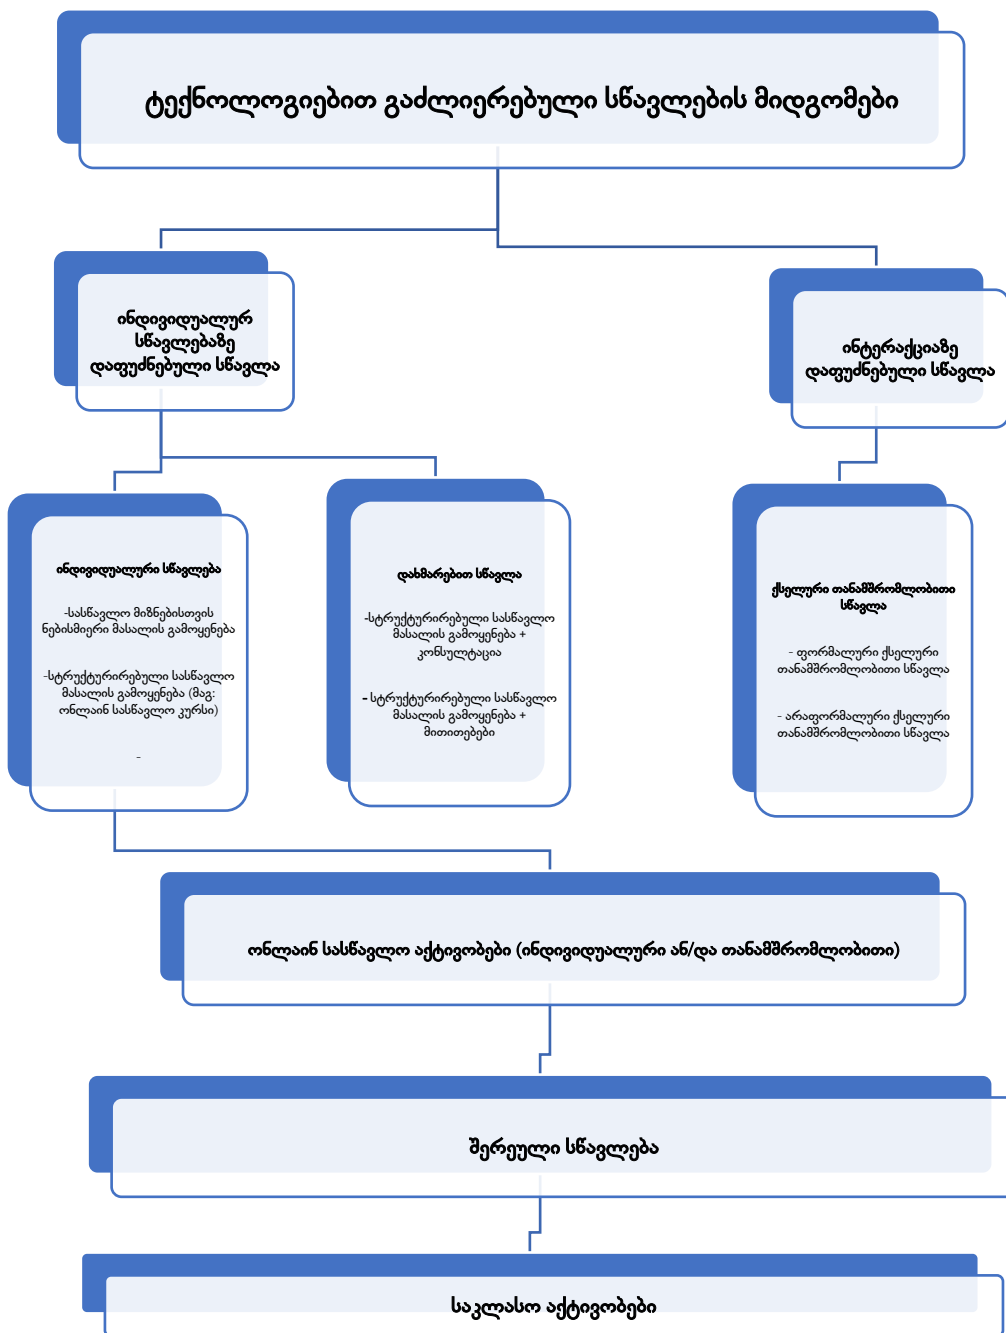 ტექნოლოგიებით გაძლიერებული სწავლების მიდგომები
ინდივიდუალურ
სწავლებაზე
დაფუძნებული სწავლა
ინტერაქციაზე
დაფუძნებული სწავლა
ინდივიდუალური სწავლება
-სასწავლო მიზნებისთვის
ნებისმიერი მასალის გამოყენება
-სტრუქტურირებული სასწავლო
მასალის გამოყენება (მაგ:
ონლაინ სასწავლო კურსი)
-
დახმარებით სწავლა
-სტრუქტურირებული სასწავლო
მასალის გამოყენება +
კონსულტაცია
- სტრუქტურირებული სასწავლო
მასალის გამოყენება +
მითითებები
ქსელური თანამშრომლობითი
სწავლა
- ფორმალური ქსელური
თანამშრომლობითი სწავლა
- არაფორმალური ქსელური
თანამშრომლობითი სწავლა
ონლაინ სასწავლო აქტივობები (ინდივიდუალური ან/და თანამშრომლობითი)
შერეული სწავლება
საკლასო აქტივობები